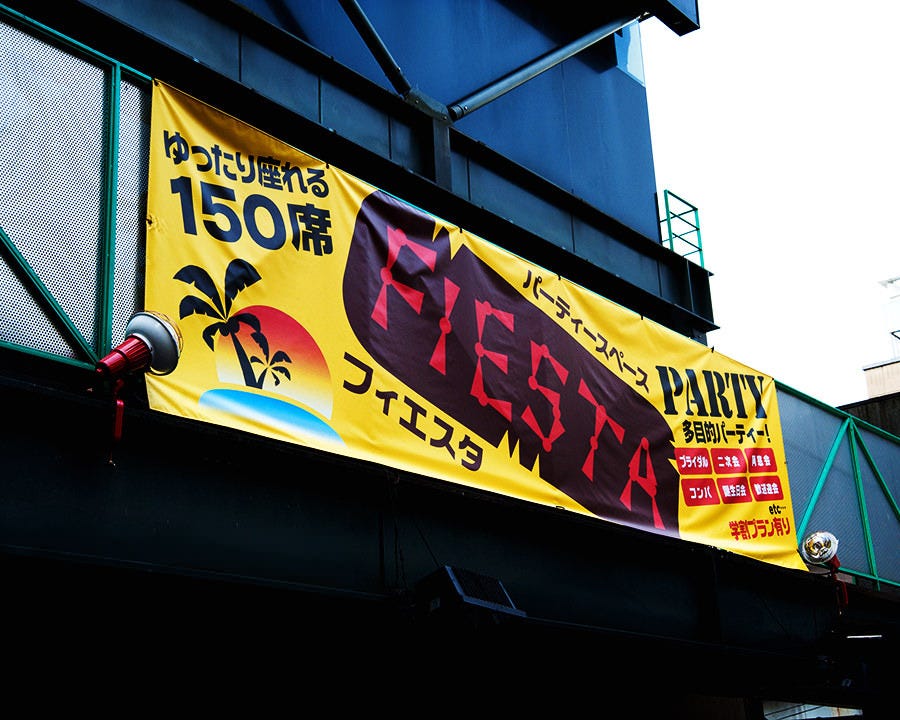 ゆったり座れる
150席
FIESTA
フィエスタ
パーティースペース
PARTY
多目的パーティー!
ブライダル 二次会 月忘会
コンパ 誕生日会 歓送迎会
etc…
学割プラン有り